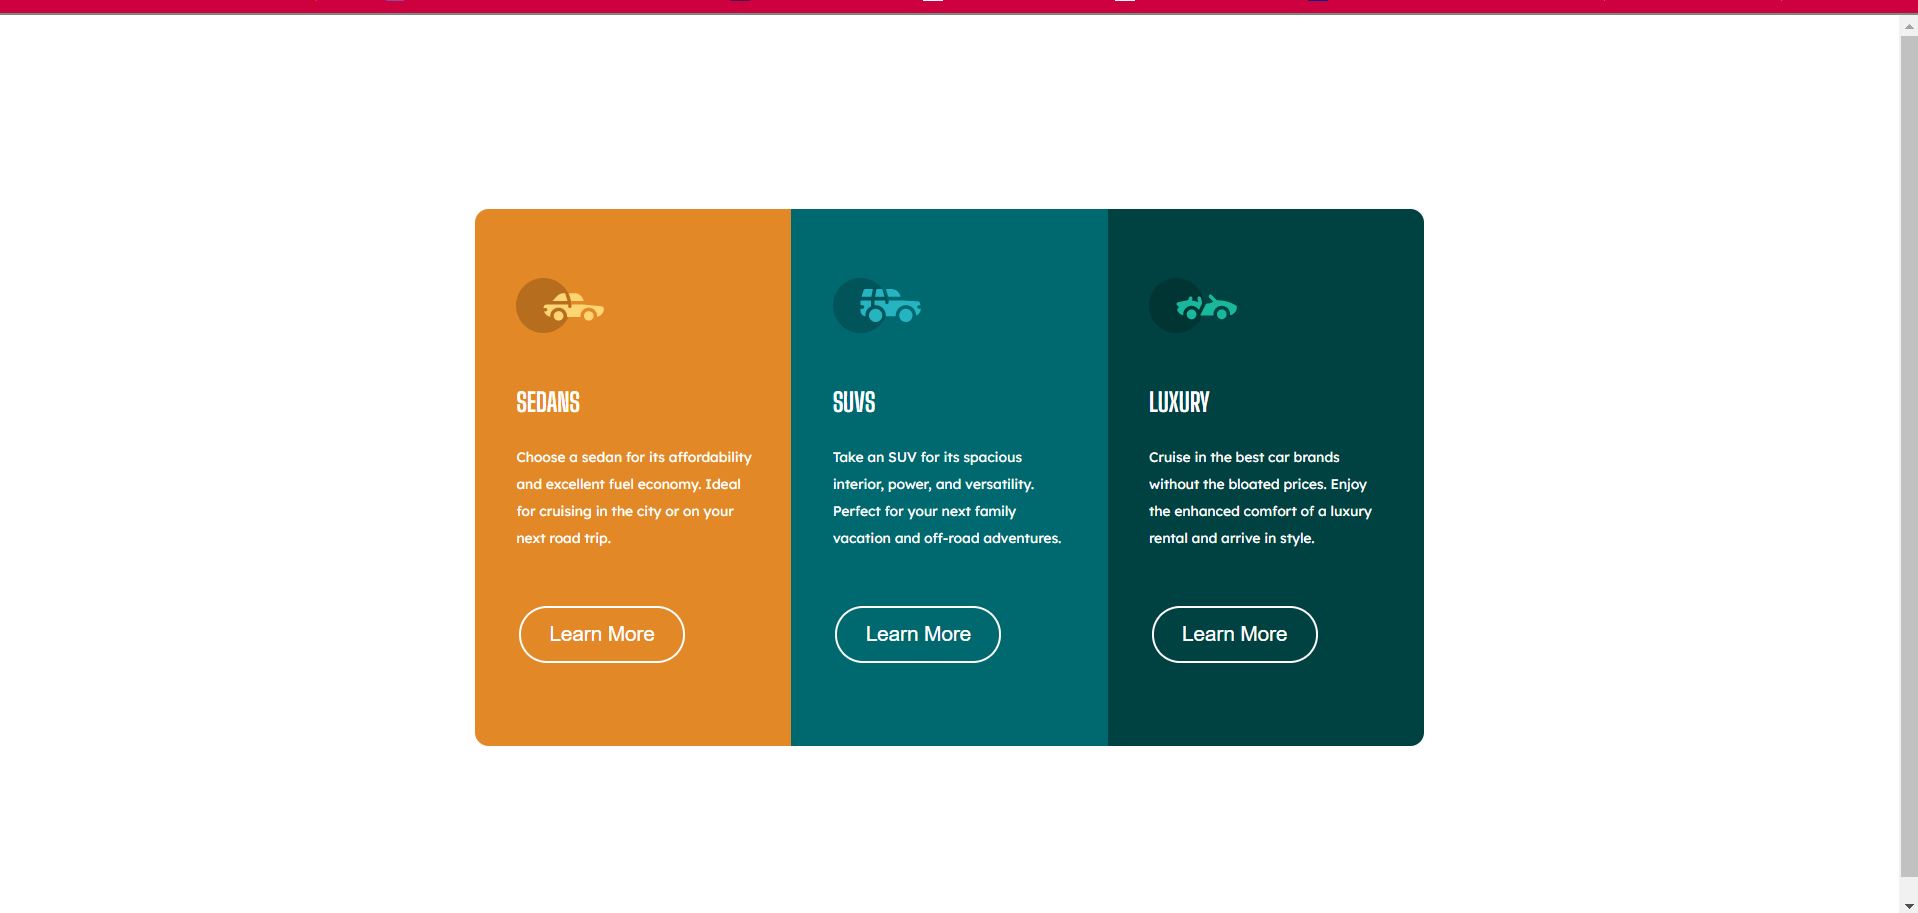 SEDANS
Choose a sedan for its affordability
and excellent fuel economy. Ideal
for cruising in the city or on your
next road trip.
Learn More
SUVS
Take an SUV for its spacious
interior, power, and versatility.
Perfect for your next family
vacation and off-road adventures.
Learn More
LUXURY
Cruise in the best car brands
without the bloated prices. Enjoy
the enhanced comfort of a luxury
rental and arrive in style.
Learn More